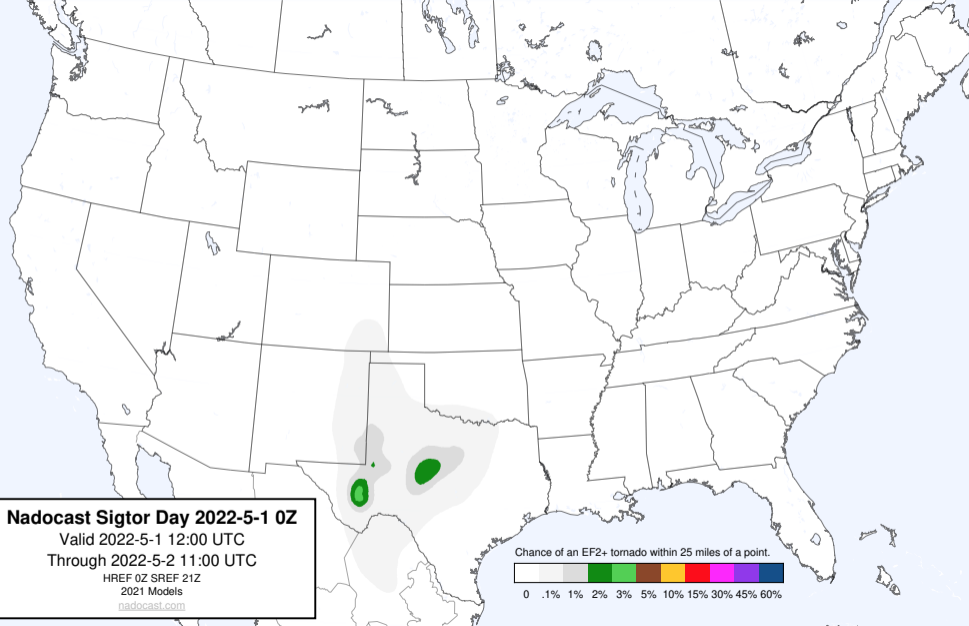 Nadocast Sigtor Day 2022-5-1 0Z
Valid 2022-5-1 12:00 UTC
Through 2022-5-2 11:00 UTC
HREF 0Z SREF 21Z
2021 Models
nadocast.com
Chance of an EF2+ tornado within 25 miles of a point.
0 .1% 1% 2% 3% 5% 10% 15% 30% 45% 60%